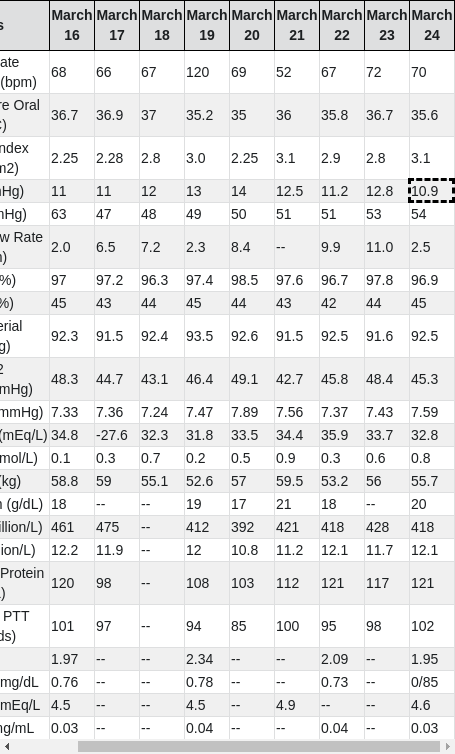 s March March March March March March March March March
16 17 18 19 20 21 22 23 24
ate
(bpm) 68 66 67 120 69 52 67 72 70
re Oral
C) 36.7 36.9 37 35.2 35 36 35.8 36.7 35.6
ndex
m2) 2.25 2.28 2.8 3.0 2.25 3.1 2.9 2.8 3.1
Hg) 11 11 12 13 14 12.5 11.2 12.8 10.9
mHg) 63 47 48 49 50 51 51 53 54
w Rate
n) 2.0 6.5 7.2 2.3 8.4 -- 9.9 11.0 2.5
%) 97 97.2 96.3 97.4 98.5 97.6 96.7 97.8 96.9
%) 45 43 44 45 44 43 42 44 45
erial
g) 92.3 91.5 92.4 93.5 92.6 91.5 92.5 91.6 92.5
2
mHg) 48.3 44.7 43.1 46.4 49.1 42.7 45.8 48.4 45.3
mmHg) 7.33 7.36 7.24 7.47 7.89 7.56 7.37 7.43 7.59
(mEq/L) 34.8 -27.6 32.3 31.8 33.5 34.4 35.9 33.7 32.8
mol/L) 0.1 0.3 0.7 0.2 0.5 0.9 0.3 0.6 0.8
(kg) 58.8 59 55.1 52.6 57 59.5 53.2 56 55.7
n (g/dL) 18 -- -- 19 17 21 18 -- 20
illion/L) 461 475 -- 412 392 421 418 428 418
ion/L) 12.2 11.9 -- 12 10.8 11.2 12.1 11.7 12.1
Protein
L) 120 98 -- 108 103 112 121 117 121
PTT
ds) 101 97 -- 94 85 100 95 98 102
1.97 -- -- 2.34 -- -- 2.09 -- 1.95
mg/dL 0.76 -- -- 0.78 -- -- 0.73 -- 0/85
mEq/L 4.5 -- -- 4.5 -- 4.9 -- -- 4.6
ng/mL 0.03 -- -- 0.04 -- -- 0.04 -- 0.03